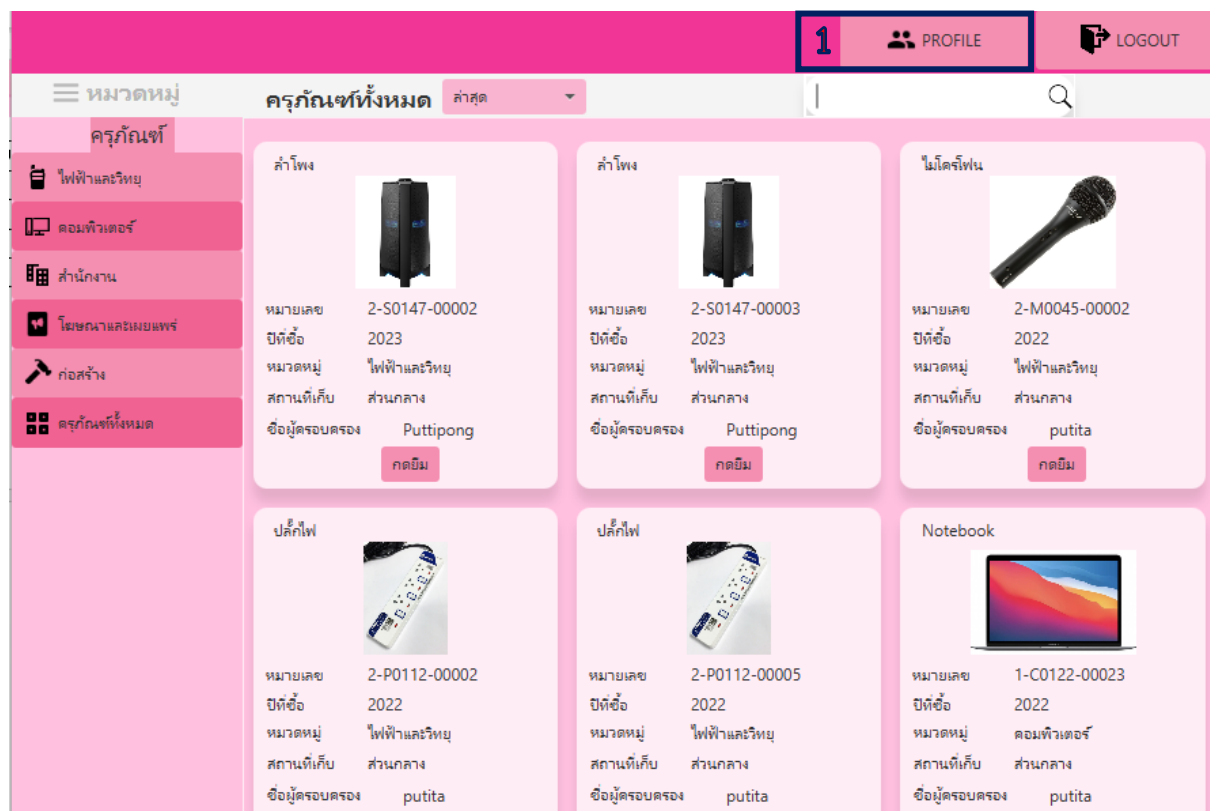 1 PROFILE LOGOUT
หมวดหมู่ ครุภัณฑ์ทั้งหมด ล่าสุด
ครุภัณฑ์
ไฟฟ้าและวิทยุ
คอมพิวเตอร์
สำนักงาน
โฆษณาและเผยแพร่
ก่อสร้าง
ครุภัณฑ์ทั้งหมด
ลำโพง
หมายเลข 2-S0147-00002
ปีที่ซื้อ 2023
หมวดหมู่ ไฟฟ้าและวิทยุ
สถานที่เก็บ ส่วนกลาง
ชื่อผู้ครอบครอง Puttipong
กดยืม
ลำโพง
หมายเลข 2-S0147-00003
ปีที่ซื้อ 2023
หมวดหมู่ ไฟฟ้าและวิทยุ
สถานที่เก็บ ส่วนกลาง
ชื่อผู้ครอบครอง Puttipong
กดยืม
ไมโครโฟน
หมายเลข 2-M0045-00002
ปีที่ซื้อ 2022
หมวดหมู่ ไฟฟ้าและวิทยุ
สถานที่เก็บ ส่วนกลาง
ชื่อผู้ครอบครอง putita
กดยืม
ปลั๊กไฟ
หมายเลข 2-P0112-00002
ปีที่ซื้อ 2022
หมวดหมู่ ไฟฟ้าและวิทยุ
สถานที่เก็บ ส่วนกลาง
ชื่อผู้ครอบครอง putita
ปลั๊กไฟ
หมายเลข 2-P0112-00005
ปีที่ซื้อ 2022
หมวดหมู่ ไฟฟ้าและวิทยุ
สถานที่เก็บ ส่วนกลาง
ชื่อผู้ครอบครอง putita
Notebook
หมายเลข 1-C0122-00023
ปีที่ซื้อ 2022
หมวดหมู่ คอมพิวเตอร์
สถานที่เก็บ ส่วนกลาง
ชื่อผู้ครอบครอง putita